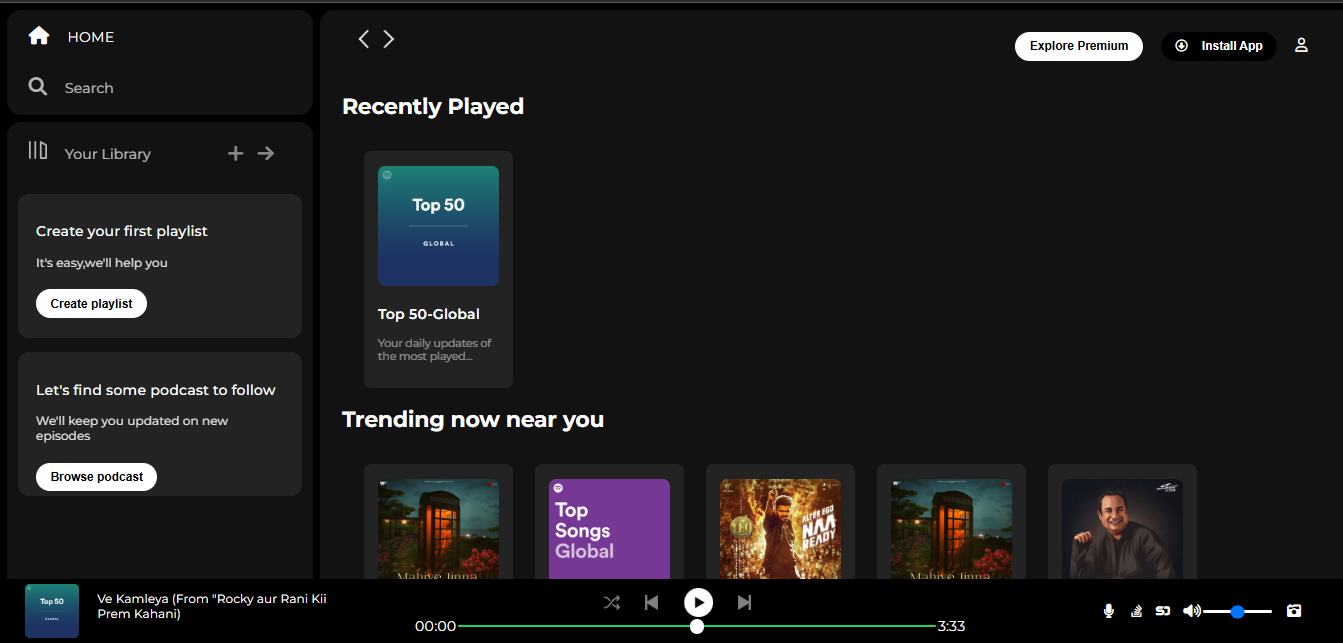 HOME
Search
Your Library
Create your first playlist
It's easy,we'll help you
Create playlist
Let's find some podcast to follow
We'll keep you updated on new
episodes
Browse podcast
Explore Premium
Install App
Recently Played
Top 50
GLOBAL
Top 50-Global
Your daily updates of
the most played...
Trending now near you
Mahiye Jinna
Top
Songs
Global
LEO
ALTER EGO
NAA
READY
Mahiye Jinna
Top 50
GLOBAL
Ve Kamleya (From "Rocky aur Rani Kii
Prem Kahani)
00:00
3:33